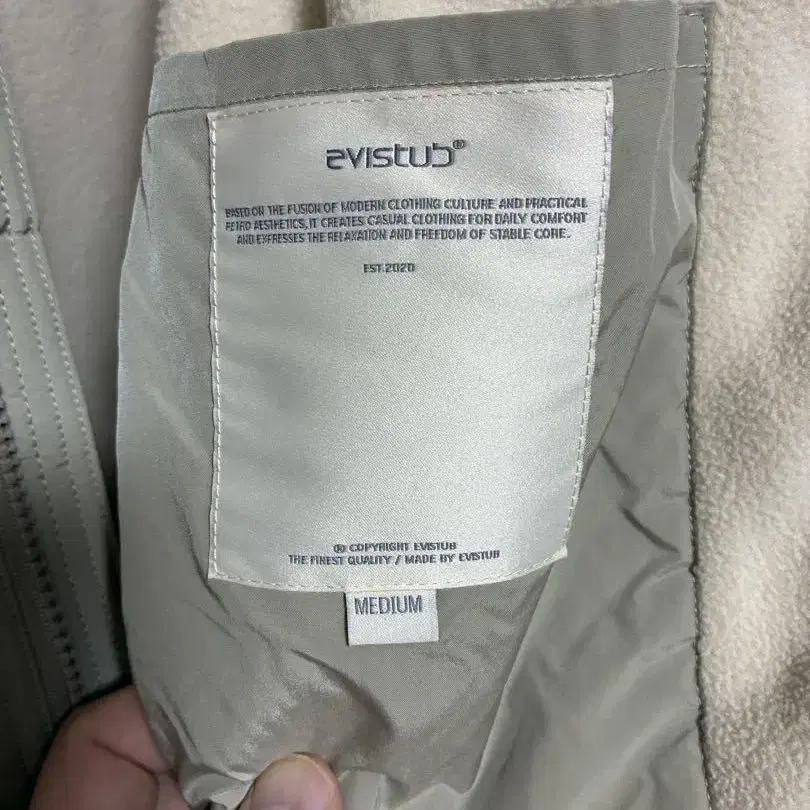 evistub®
BASED ON THE FUSION OF MODERN CLOTHING CULTURE AND PRACTICAL
RETRO AESTHETICS, IT CREATES CASUAL CLOTHING FOR DAILY COMFORT
AND EXPRESSES THE RELAXATION AND FREEDOM OF STABLE CORE.
EST.2020
® COPYRIGHT EVISTUB
THE FINEST QUALITY / MADE BY EVISTUB
MEDIUM